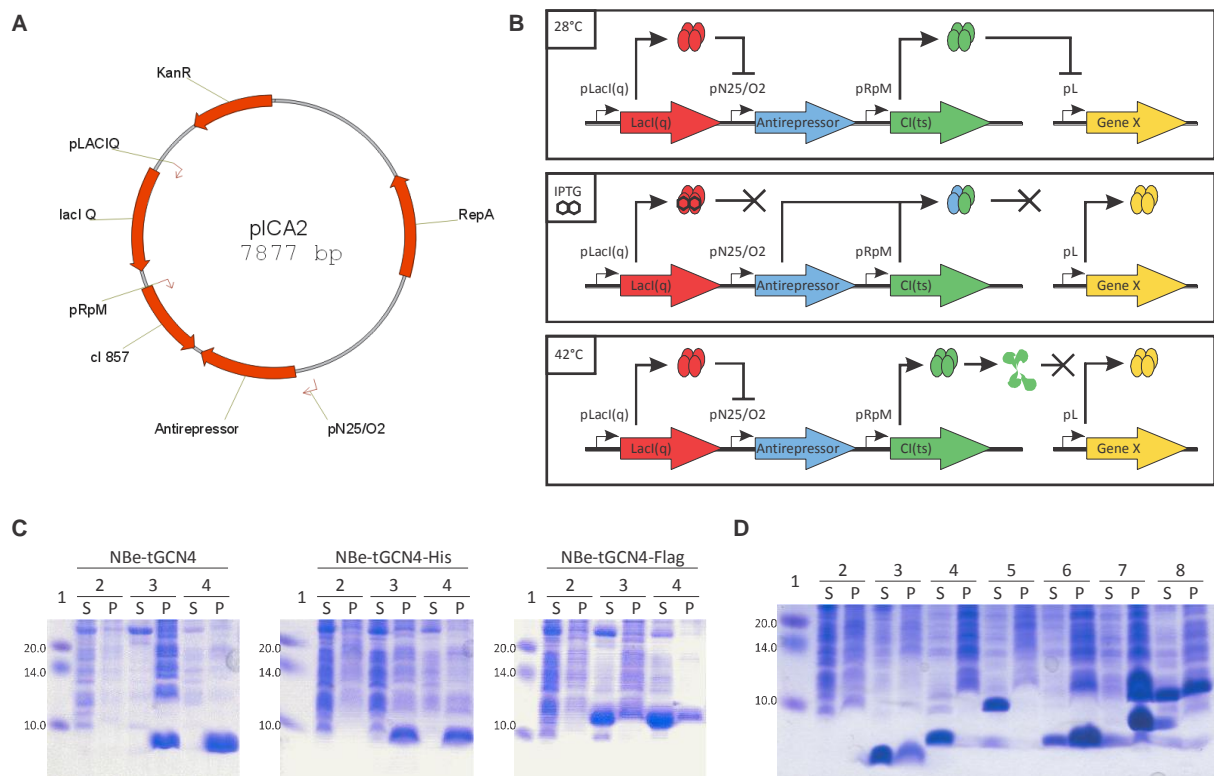 A
KanR
pLACIQ
lacI Q
pICA2
7877 bp
RepA
pRpM
cI 857
Antirepressor
pN25/O2
B
28°C
pLacI(q) pN25/O2 pRpM pL
LacI(q) Antirepressor CI(ts) Gene X
IPTG
pLacI(q) pN25/O2 pRpM pL
LacI(q) Antirepressor CI(ts) Gene X
42°C
pLacI(q) pN25/O2 pRpM pL
LacI(q) Antirepressor CI(ts) Gene X
C
NBe-tGCN4
1 2 3 4
S P S P S P
20.0
14.0
10.0
NBe-tGCN4-His
1 2 3 4
S P S P S P
20.0
14.0
10.0
NBe-tGCN4-Flag
1 2 3 4
S P S P S P
20.0
14.0
10.0
D
1 2 3 4 5 6 7 8
S P S P S P S P S P S P S P
20.0
14.0
10.0